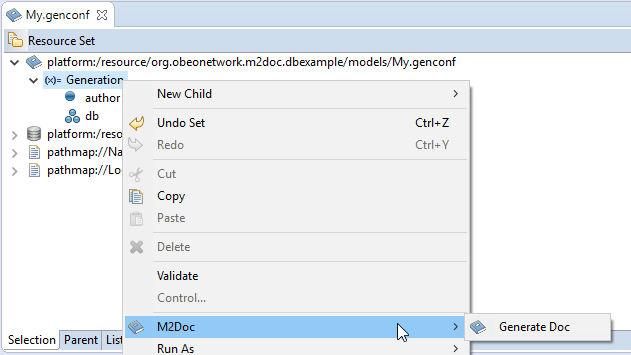 My.genconf
Resource Set
platform:/resource/org.obeonetwork.m2doc.dbexample/models/My.genconf
(x)= Generation
author
db
platform:/reso
pathmap://Na
pathmap://Lo
New Child
Undo Set Ctrl+Z
Redo Ctrl+Y
Cut
Copy
Paste
Delete
Validate
Control...
M2Doc
Generate Doc
Run As
Selection Parent List